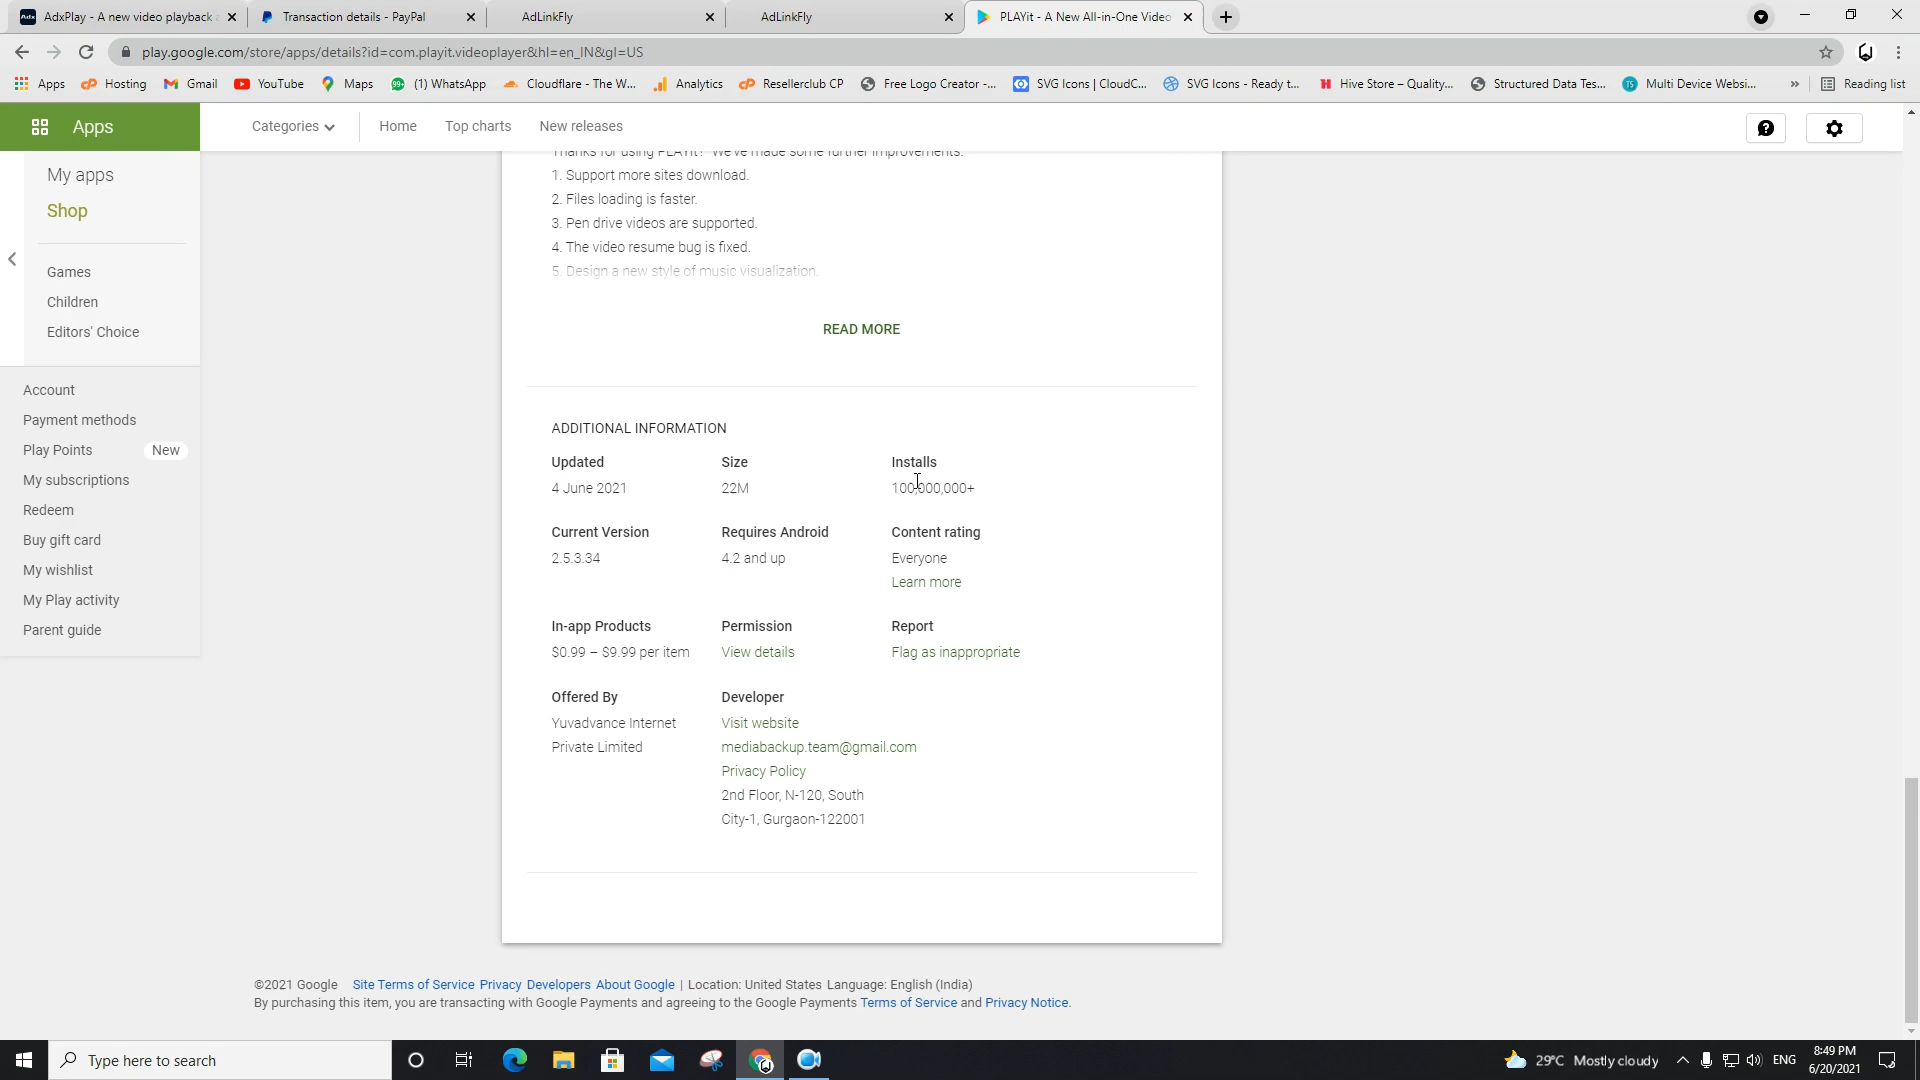 AdxPlay - A new video playback
Transaction details - PayPal
AdLinkFly
AdLinkFly
PLAYit - A New All-in-One Video
play.google.com/store/apps/details?id=com.playit.videoplayer&hl=en_IN&gl=US
Apps
Hosting
Gmail
YouTube
Maps
(1) WhatsApp
Cloudflare - The W...
Analytics
Resellerclub CP
Free Logo Creator -...
SVG Icons | CloudC...
SVG Icons - Ready t...
Hive Store – Quality...
Structured Data Tes...
Multi Device Websi...
»
Reading list
Apps
Categories
Home
Top charts
New releases
My apps
Shop
Games
Children
Editors' Choice
Account
Payment methods
Play Points New
My subscriptions
Redeem
Buy gift card
My wishlist
My Play activity
Parent guide
Thanks for using PLAYit! We've made some further improvements.
1. Support more sites download.
2. Files loading is faster.
3. Pen drive videos are supported.
4. The video resume bug is fixed.
5. Design a new style of music visualization.
READ MORE
ADDITIONAL INFORMATION
Updated
4 June 2021
Size
22M
Installs
100,000,000+
Current Version
2.5.3.34
Requires Android
4.2 and up
Content rating
Everyone
Learn more
In-app Products
$0.99 – $9.99 per item
Permission
View details
Report
Flag as inappropriate
Offered By
Yuvadvance Internet
Private Limited
Developer
Visit website
mediabackup.team@gmail.com
Privacy Policy
2nd Floor, N-120, South
City-1, Gurgaon-122001
©2021 Google Site Terms of Service Privacy Developers About Google | Location: United States Language: English (India)
By purchasing this item, you are transacting with Google Payments and agreeing to the Google Payments Terms of Service and Privacy Notice.
Type here to search
29°C Mostly cloudy
ENG
8:49 PM
6/20/2021